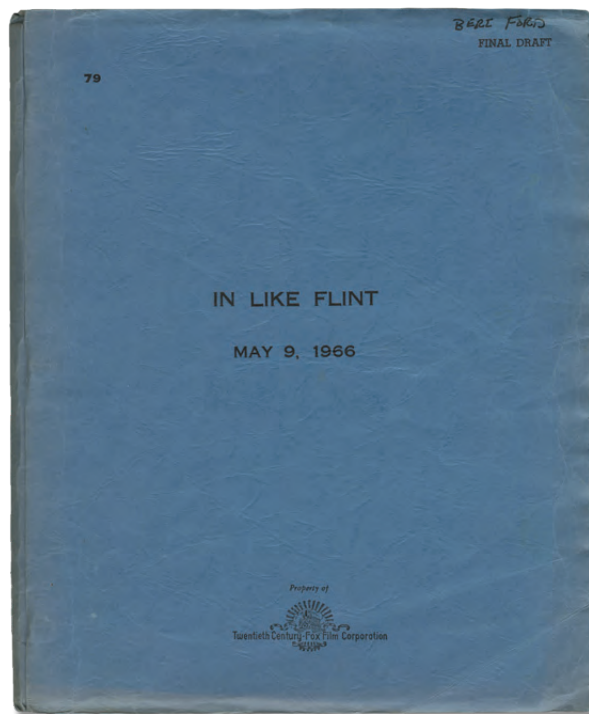 BERT FORD
FINAL DRAFT
79
IN LIKE FLINT
MAY 9, 1966
Property of
Twentieth Century-Fox Film Corporation